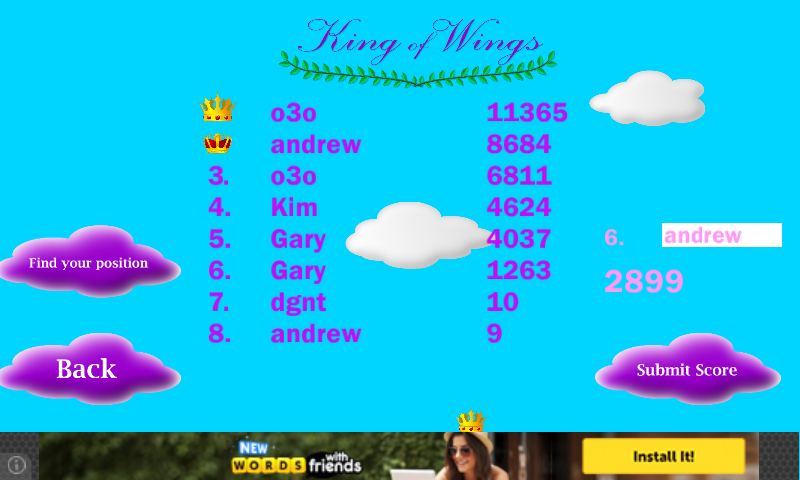 King of Wings
o3o 11365
andrew 8684
3. o3o 6811
4. Kim 4624
5. Gary 4037
6. Gary 1263
7. dgnt 10
8. andrew 9
6. andrew
2899
Find your position
Back
Submit Score
NEW
WORDS with friends
Install It!